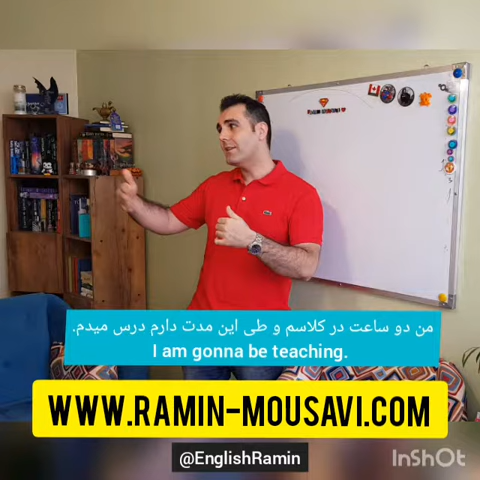 من دو ساعت در کلاسم و طی این مدت دارم درس میدم.
I am gonna be teaching.
WWW.RAMIN-MOUSAVI.COM
@EnglishRamin
InShOt